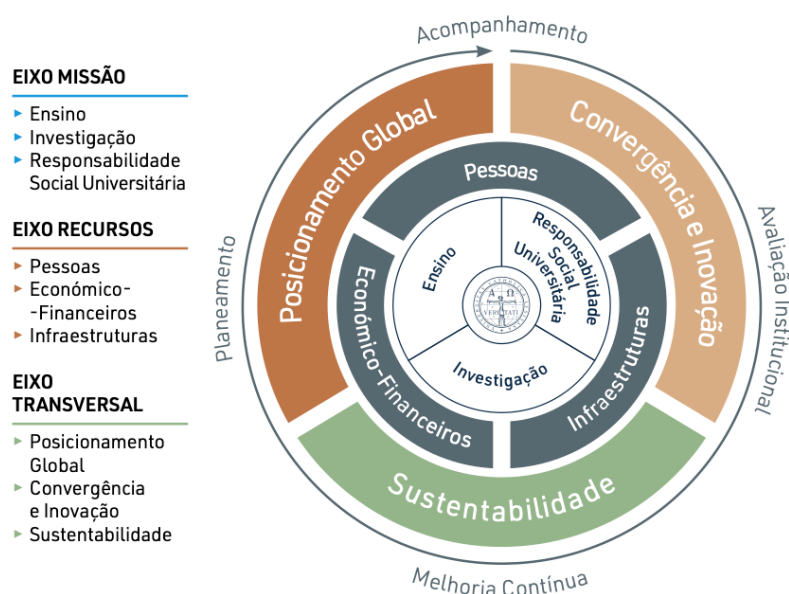 EIXO MISSÃO
Ensino
Investigação
Responsabilidade
Social Universitária
EIXO RECURSOS
Pessoas
Económico-
-Financeiros
Infraestruturas
EIXO
TRANSVERSAL
Posicionamento
Global
Convergência
e Inovação
Sustentabilidade
Acompanhamento
Avaliação Institucional
Melhoria Contínua
Planeamento
Posicionamento Global
Convergência e Inovação
Sustentabilidade
Pessoas
Infraestruturas
Económico-Financeiros
Ensino
Responsabilidade
Social
Universitária
Investigação
Α Ω
VERITATI